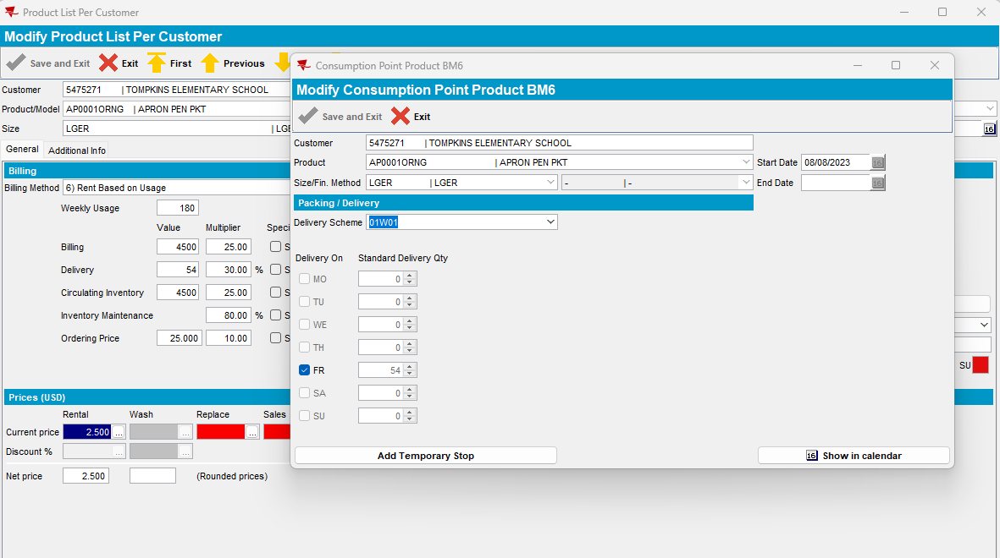 Product List Per Customer
Modify Product List Per Customer
Save and Exit Exit First Previous
Customer 5475271 | TOMPKINS ELEMENTARY SCHOOL
Product/Model AP0001ORNG | APRON PEN PKT
Size LGER | LGE
16
General Additional Info
Billing
Billing Method 6) Rent Based on Usage
Weekly Usage 180
Value Multiplier Speci
Billing 4500 25.00 S
Delivery 54 30.00 % S
Circulating Inventory 4500 25.00 S
Inventory Maintenance 80.00 % S
Ordering Price 25.000 10.00 S
SU
Prices (USD)
Rental Wash Replace Sales
Current price 2.500 ... ... ...
Discount % ... ...
Net price 2.500 (Rounded prices)
Consumption Point Product BM6
Modify Consumption Point Product BM6
Save and Exit Exit
Customer 5475271 | TOMPKINS ELEMENTARY SCHOOL
Product AP0001ORNG | APRON PEN PKT Start Date 08/08/2023 16
Size/Fin. Method LGER | LGER - | - End Date 16
Packing / Delivery
Delivery Scheme 01W01
Delivery On Standard Delivery Qty
MO 0
TU 0
WE 0
TH 0
FR 54
SA 0
SU 0
Add Temporary Stop 16 Show in calendar